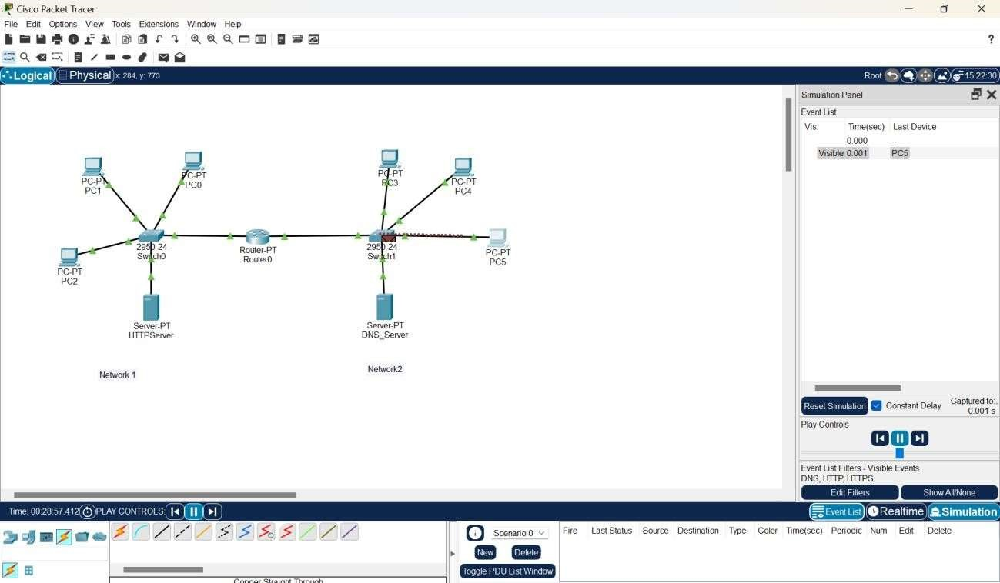 Cisco Packet Tracer
File Edit Options View Tools Extensions Window Help
?
Logical Physical x: 284, y: 773 Root 15:22:30
Simulation Panel
Event List
Vis. Time(sec) Last Device
0.000 --
Visible 0.001 PC5
PC-PT
PC1
PC-PT
PC0
PC-PT
PC3
PC-PT
PC4
2950-24
Switch0
Router-PT
Router0
2950-24
Switch1
PC-PT
PC5
PC-PT
PC2
Server-PT
HTTPServer
Server-PT
DNS_Server
Network 1
Network2
Reset Simulation Constant Delay Captured to:
0.001 s
Play Controls
Event List Filters - Visible Events
DNS, HTTP, HTTPS
Edit Filters Show All/None
Time: 00:28:57.412 PLAY CONTROLS: Event List Realtime Simulation
Scenario 0
New Delete
Toggle PDU List Window
Fire Last Status Source Destination Type Color Time(sec) Periodic Num Edit Delete
Copper Straight Through